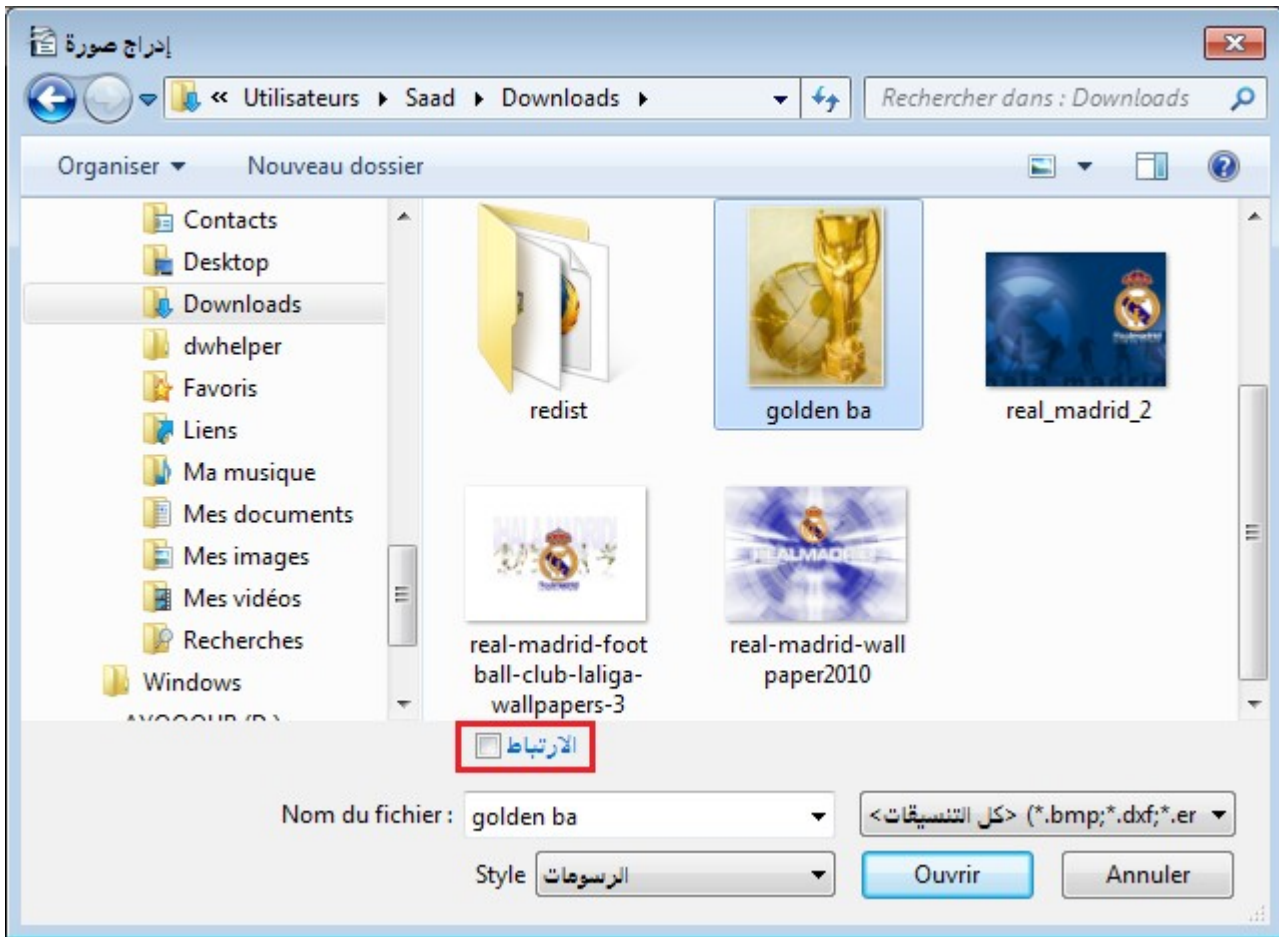 إدراج صورة
« Utilisateurs Saad Downloads
Rechercher dans : Downloads
Organiser Nouveau dossier
Contacts
Desktop
Downloads
dwhelper
Favoris
Liens
Ma musique
Mes documents
Mes images
Mes vidéos
Recherches
Windows
redist
golden ba
real_madrid_2
REALMADRID
real-madrid-foot
ball-club-laliga-
wallpapers-3
real-madrid-wall
paper2010
الارتباط
Nom du fichier : golden ba
<كل التنسيقات> (*.bmp;*.dxf;*.er
Style الرسومات
Ouvrir Annuler